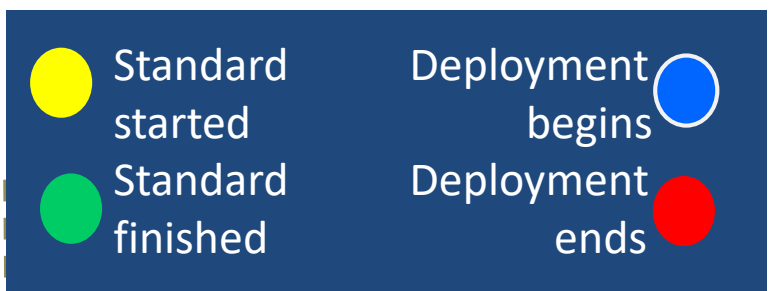 Standard
started
Standard
finished
Deployment
begins
Deployment
ends